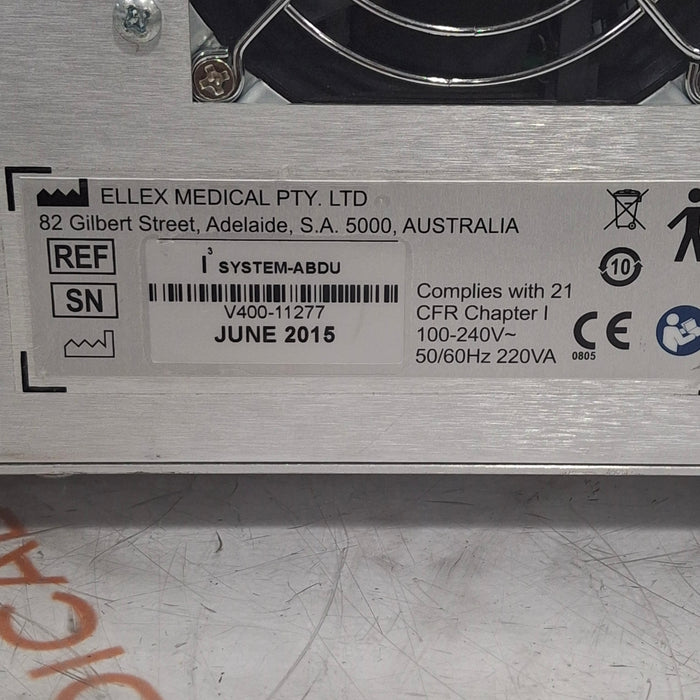 ELLEX MEDICAL PTY. LTD
82 Gilbert Street, Adelaide, S.A. 5000, AUSTRALIA
REF
I³ SYSTEM-ABDU
SN
V400-11277
JUNE 2015
Complies with 21
CFR Chapter I
100-240V~
50/60Hz 220VA
10
CE
0805